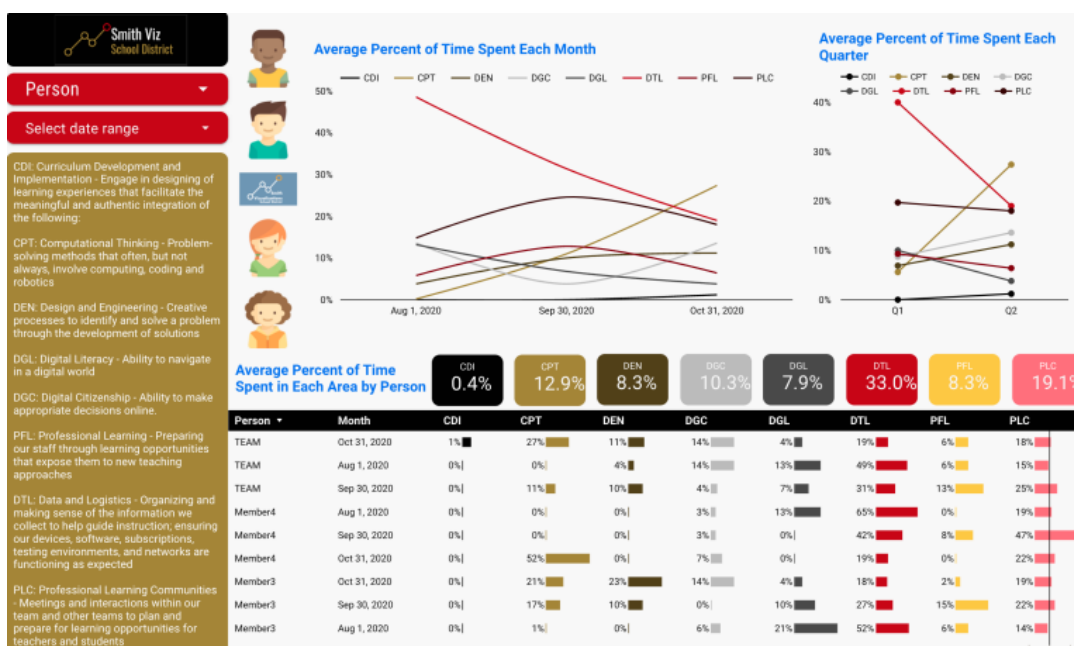 Smith Viz
School District
Person
Select date range
CDI: Curriculum Development and
Implementation - Engage in designing of
learning experiences that facilitate the
meaningful and authentic integration of
the following:
CPT: Computational Thinking - Problem-
solving methods that often, but not
always, involve computing, coding and
robotics
DEN: Design and Engineering - Creative
processes to identify and solve a problem
through the development of solutions
DGL: Digital Literacy - Ability to navigate
in a digital world
DGC: Digital Citizenship - Ability to make
appropriate decisions online.
PFL: Professional Learning - Preparing
our staff through learning opportunities
that expose them to new teaching
approaches
DTL: Data and Logistics - Organizing and
making sense of the information we
collect to help guide instruction; ensuring
our devices, software, subscriptions,
testing environments, and networks are
functioning as expected
PLC: Professional Learning Communities
- Meetings and interactions within our
team and other teams to plan and
prepare for learning opportunities for
teachers and students
Average Percent of Time Spent Each Month
CDI CPT DEN DGC DGL DTL PFL PLC
50%
40%
30%
20%
10%
0%
Aug 1, 2020 Sep 30, 2020 Oct 31, 2020
Average Percent of Time Spent Each
Quarter
CDI CPT DEN DGC
DGL DTL PFL PLC
40%
30%
20%
10%
0%
Q1 Q2
Average Percent of Time
Spent in Each Area by Person
CDI 0.4%
CPT 12.9%
DEN 8.3%
DGC 10.3%
DGL 7.9%
DTL 33.0%
PFL 8.3%
PLC 19.1%
Person Month CDI CPT DEN DGC DGL DTL PFL PLC
TEAM Oct 31, 2020 1% 27% 11% 14% 4% 19% 6% 18%
TEAM Aug 1, 2020 0% 0% 4% 14% 13% 49% 6% 15%
TEAM Sep 30, 2020 0% 11% 10% 4% 7% 31% 13% 25%
Member4 Aug 1, 2020 0% 0% 0% 3% 13% 65% 0% 19%
Member4 Sep 30, 2020 0% 0% 0% 3% 0% 42% 8% 47%
Member4 Oct 31, 2020 0% 52% 0% 7% 0% 19% 0% 22%
Member3 Oct 31, 2020 0% 21% 23% 14% 4% 18% 2% 19%
Member3 Sep 30, 2020 0% 17% 10% 0% 10% 27% 15% 22%
Member3 Aug 1, 2020 0% 1% 0% 6% 21% 52% 6% 14%